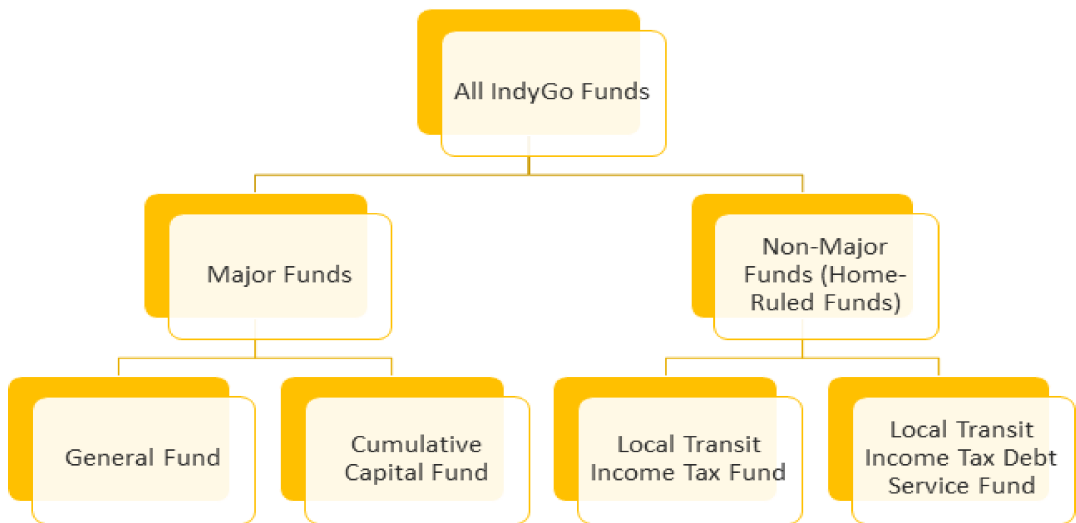 All IndyGo Funds
Major Funds
Non-Major
Funds (Home-
Ruled Funds)
General Fund
Cumulative
Capital Fund
Local Transit
Income Tax Fund
Local Transit
Income Tax Debt
Service Fund